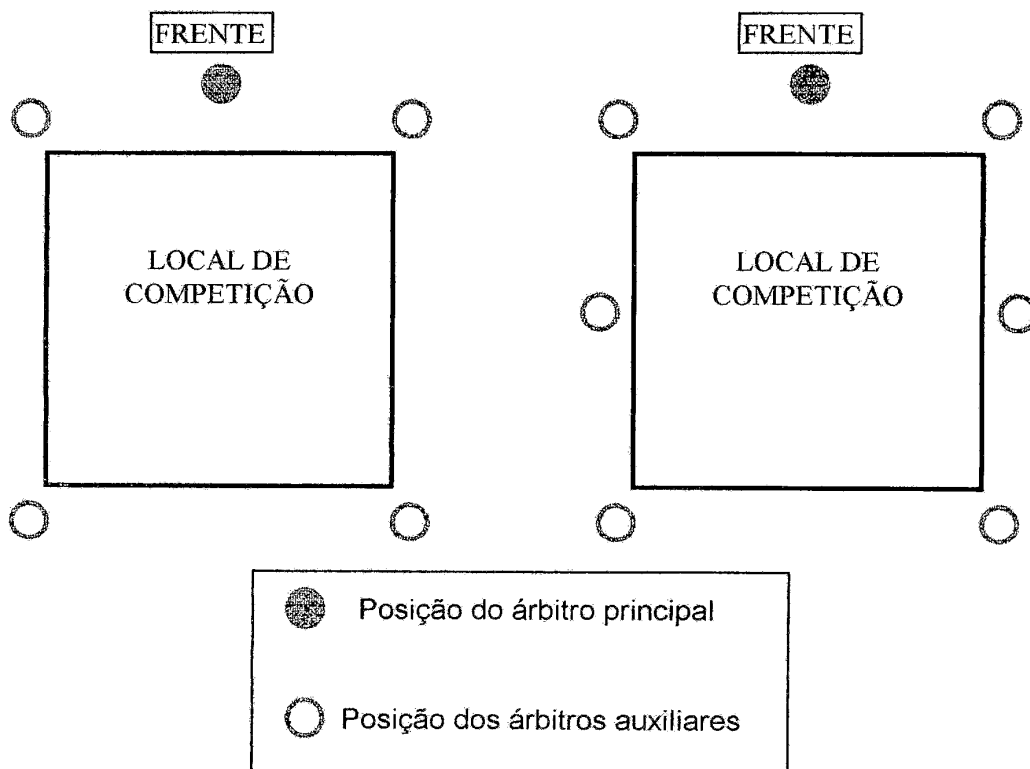 FRENTE
FRENTE
LOCAL DE
COMPETIÇÃO
LOCAL DE
COMPETIÇÃO
Posição do árbitro principal
Posição dos árbitros auxiliares